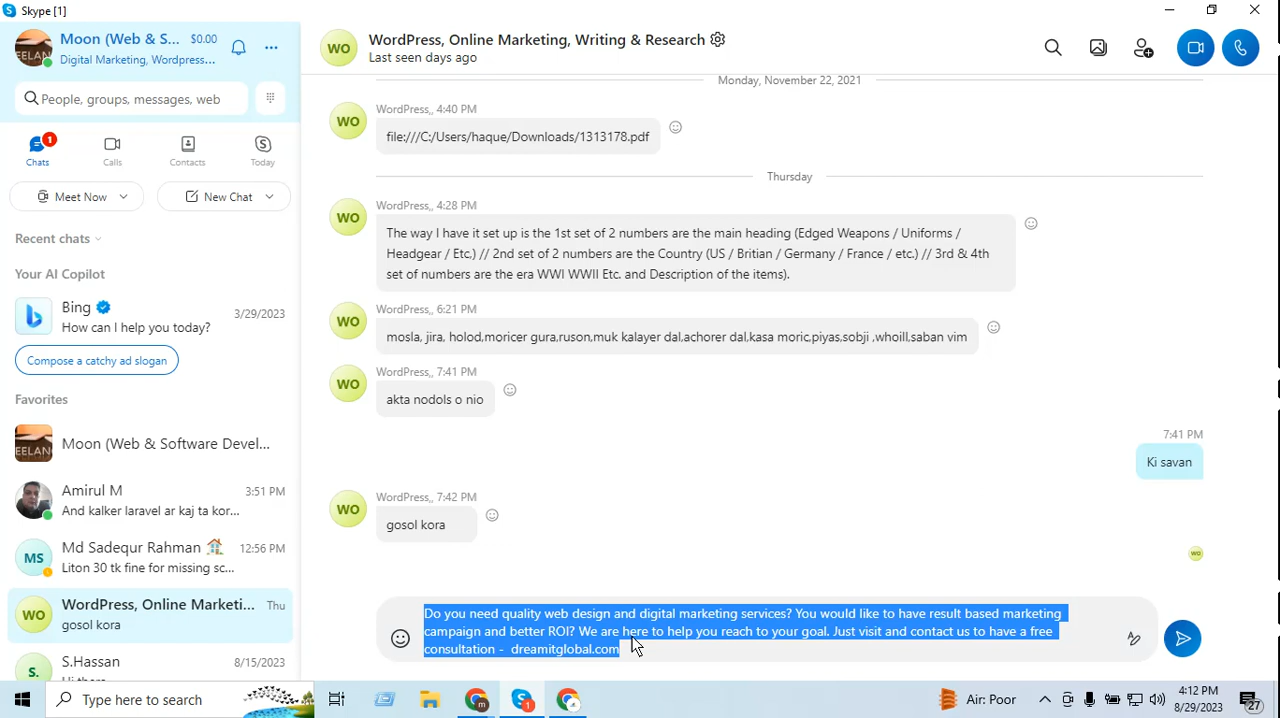 Skype [1]
Moon (Web & S... $0.00
Digital Marketing, Wordpress...
People, groups, messages, web
1
Chats
Calls
Contacts
Today
Meet Now
New Chat
Recent chats
Your AI Copilot
Bing
3/29/2023
How can I help you today?
Compose a catchy ad slogan
Favorites
Moon (Web & Software Devel...
Amirul M
3:51 PM
And kalker laravel ar kaj ta kor...
MS
Md Sadequr Rahman
12:56 PM
Liton 30 tk fine for missing sc...
WO
WordPress, Online Marketi...
Thu
gosol kora
S.
S.Hassan
8/15/2023
WO
WordPress, Online Marketing, Writing & Research
Last seen days ago
Monday, November 22, 2021
WordPress,, 4:40 PM
WO
file:///C:/Users/haque/Downloads/1313178.pdf
Thursday
WordPress,, 4:28 PM
WO
The way I have it set up is the 1st set of 2 numbers are the main heading (Edged Weapons / Uniforms /
Headgear / Etc.) // 2nd set of 2 numbers are the Country (US / Britian / Germany / France / etc.) // 3rd & 4th
set of numbers are the era WWI WWII Etc. and Description of the items).
WordPress,, 6:21 PM
WO
mosla, jira, holod,moricer gura,ruson,muk kalayer dal,achorer dal,kasa moric,piyas,sobji ,whoill,saban vim
WordPress,, 7:41 PM
WO
akta nodols o nio
7:41 PM
Ki savan
WordPress,, 7:42 PM
WO
gosol kora
WO
Do you need quality web design and digital marketing services? You would like to have result based marketing
campaign and better ROI? We are here to help you reach to your goal. Just visit and contact us to have a free
consultation - dreamitglobal.com
Type here to search
m
1
Air: Poor
4:12 PM
8/29/2023
27